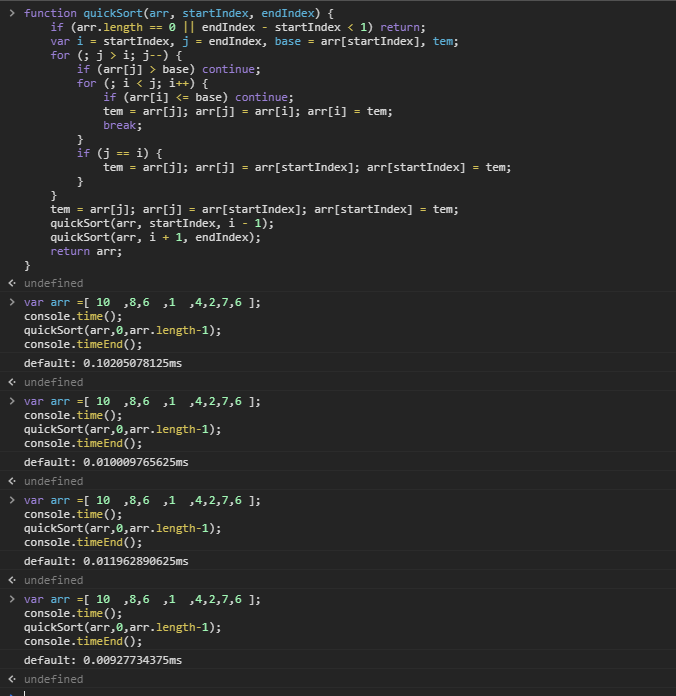 function quickSort(arr, startIndex, endIndex) {
    if (arr.length == 0 || endIndex - startIndex < 1) return;
    var i = startIndex, j = endIndex, base = arr[startIndex], tem;
    for (; j > i; j--) {
        if (arr[j] > base) continue;
        for (; i < j; i++) {
            if (arr[i] <= base) continue;
            tem = arr[j]; arr[j] = arr[i]; arr[i] = tem;
            break;
        }
        if (j == i) {
            tem = arr[j]; arr[j] = arr[startIndex]; arr[startIndex] = tem;
        }
    }
    tem = arr[j]; arr[j] = arr[startIndex]; arr[startIndex] = tem;
    quickSort(arr, startIndex, i - 1);
    quickSort(arr, i + 1, endIndex);
    return arr;
}
undefined
var arr =[ 10  ,8,6  ,1  ,4,2,7,6 ];
console.time();
quickSort(arr,0,arr.length-1);
console.timeEnd();
default: 0.10205078125ms
undefined
var arr =[ 10  ,8,6  ,1  ,4,2,7,6 ];
console.time();
quickSort(arr,0,arr.length-1);
console.timeEnd();
default: 0.010009765625ms
undefined
var arr =[ 10  ,8,6  ,1  ,4,2,7,6 ];
console.time();
quickSort(arr,0,arr.length-1);
console.timeEnd();
default: 0.011962890625ms
undefined
var arr =[ 10  ,8,6  ,1  ,4,2,7,6 ];
console.time();
quickSort(arr,0,arr.length-1);
console.timeEnd();
default: 0.00927734375ms
undefined